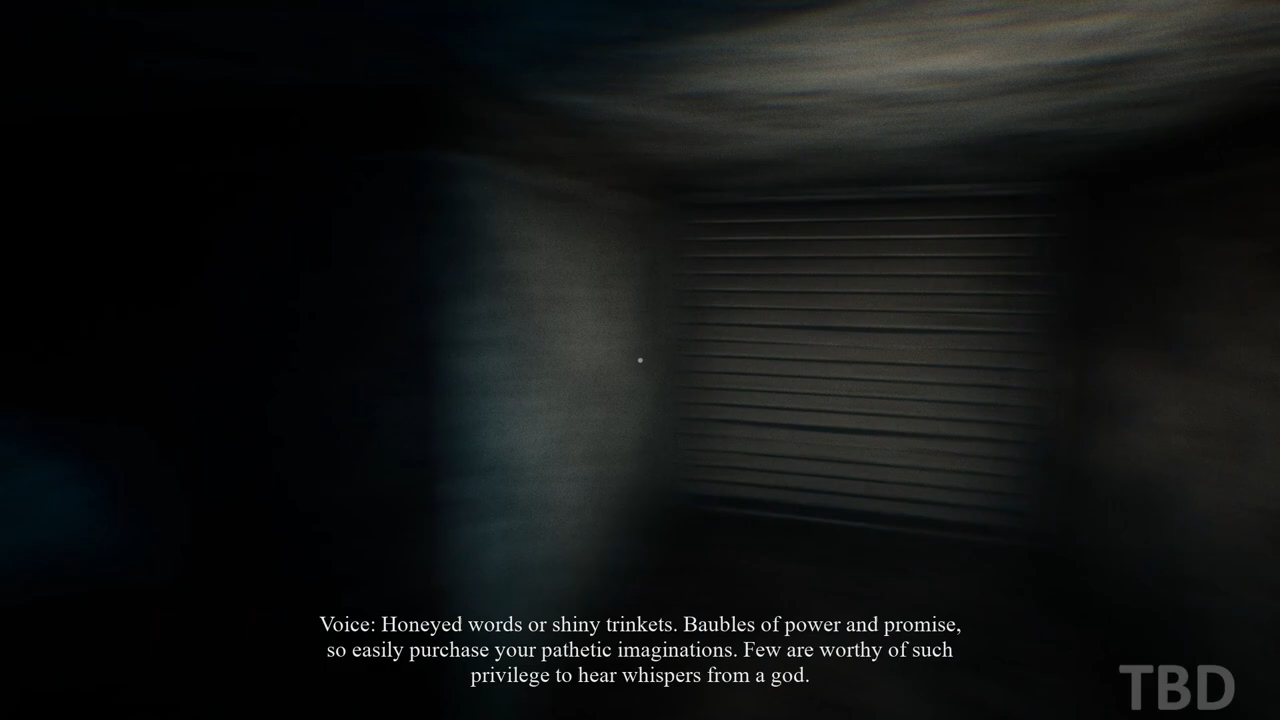 Voice: Honeyed words or shiny trinkets. Baubles of power and promise,
so easily purchase your pathetic imaginations. Few are worthy of such
privilege to hear whispers from a god.
TBD